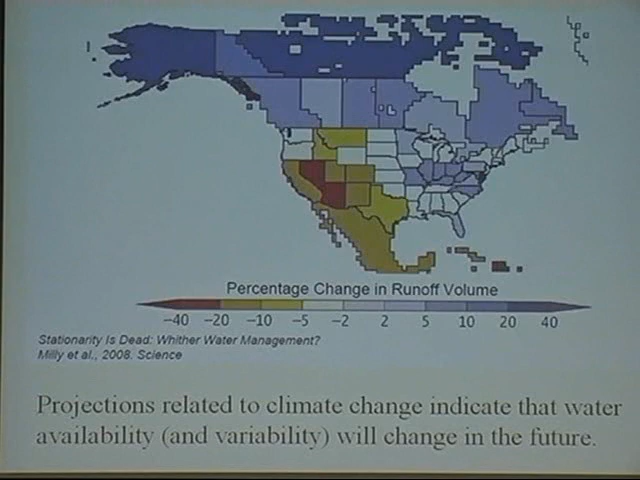 Percentage Change in Runoff Volume
−40 −20 −10 −5 −2 2 5 10 20 40
Stationarity Is Dead: Whither Water Management?
Milly et al., 2008. Science
Projections related to climate change indicate that water
availability (and variability) will change in the future.